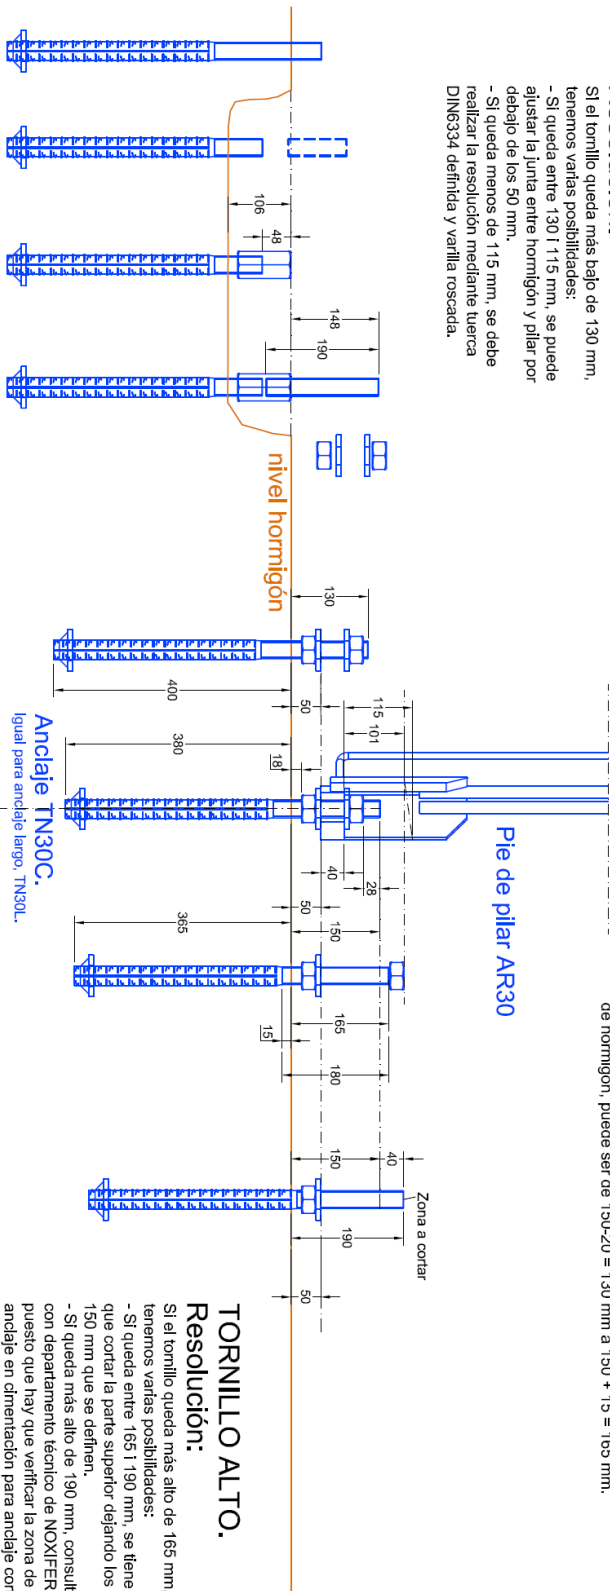 Si el tornillo queda más bajo de 130 mm,
tenemos varias posibilidades:
- Si queda entre 130 i 115 mm, se puede
ajustar la junta entre hormigón y pilar por
debajo de los 50 mm.
- Si queda menos de 115 mm, se debe
realizar la resolución mediante tuerca
DIN6334 definida y varilla roscada.
106
48
148
190
nivel hormigón
130
400
50
Anclaje TN30C.
Igual para anclaje largo, TN30L.
115
101
380
18
40
28
50
150
Pie de pilar AR30
de hormigón, puede ser de 150-20 = 130 mm a 150 + 15 = 165 mm.
365
165
15
180
150
40
Zona a cortar
190
50
TORNILLO ALTO.
Resolución:
Si el tornillo queda más alto de 165 mm,
tenemos varias posibilidades:
- Si queda entre 165 i 190 mm, se tiene
que cortar la parte superior dejando los
150 mm que se definen.
- Si queda más alto de 190 mm, consult
con departamento técnico de NOXIFER
puesto que hay que verificar la zona de
anclaje en cimentación para anclaje cor